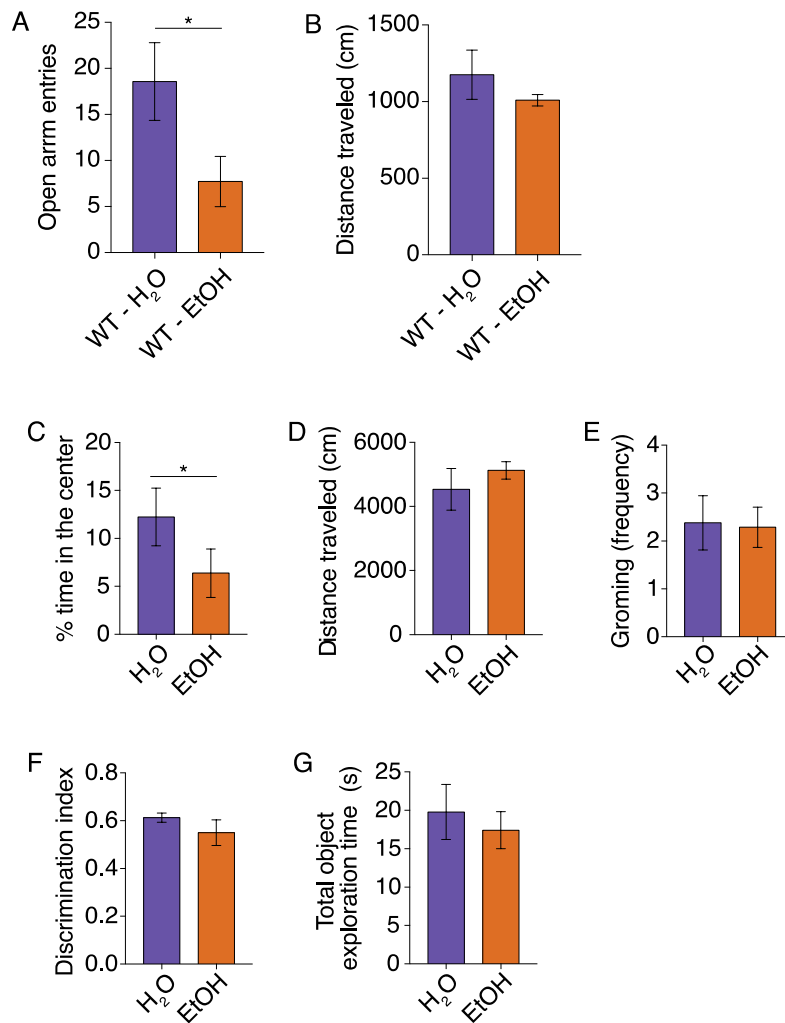 A
Open arrm entries
25
20
15
10
5
0
*
WT - H₂O
WT - EtOH
B
Distance traveled (cm)
1500
1000
500
0
WT - H₂O
WT - EtOH
C
% time in the center
20
15
10
5
0
*
H₂O
EtOH
D
Distance traveled (cm)
6000
4000
2000
0
H₂O
EtOH
E
Groming (frequency)
4
3
2
1
0
H₂O
EtOH
F
Discrimination index
0.8
0.6
0.4
0.2
0.0
H₂O
EtOH
G
Total object
exploration time (s)
25
20
15
10
5
0
H₂O
EtOH